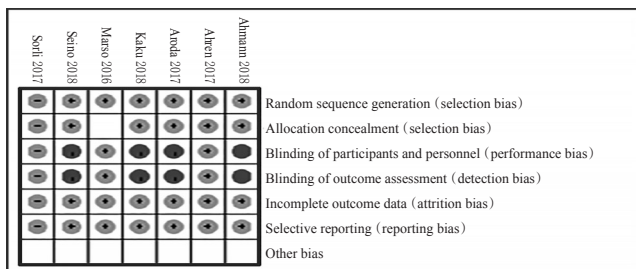 Sorli 2017
Seino 2018
Marso 2016
Kaku 2018
Aroda 2017
Ahren 2017
Ahmann 2018
Random sequence generation (selection bias)
Allocation concealment (selection bias)
Blinding of participants and personnel (performance bias)
Blinding of outcome assessment (detection bias)
Incomplete outcome data (attrition bias)
Selective reporting (reporting bias)
Other bias